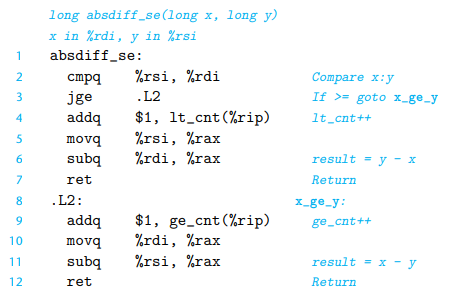 long absdiff_se(long x, long y)
x in %rdi, y in %rsi
1 absdiff_se:
2 cmpq %rsi, %rdi Compare x:y
3 jge .L2 If >= goto x_ge_y
4 addq $1, lt_cnt(%rip) lt_cnt++
5 movq %rsi, %rax
6 subq %rdi, %rax result = y - x
7 ret Return
8 .L2: x_ge_y:
9 addq $1, ge_cnt(%rip) ge_cnt++
10 movq %rdi, %rax
11 subq %rsi, %rax result = x - y
12 ret Return